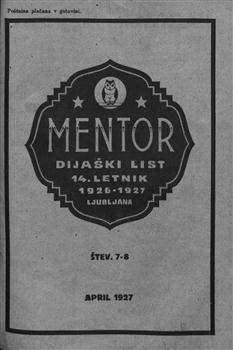 Poštnina plačana v gotovini.
MENTOR
DIJAŠKI LIST
14. LETNIK
1926-1927
LJUBLJANA
ŠTEV. 7-8
APRIL 1927